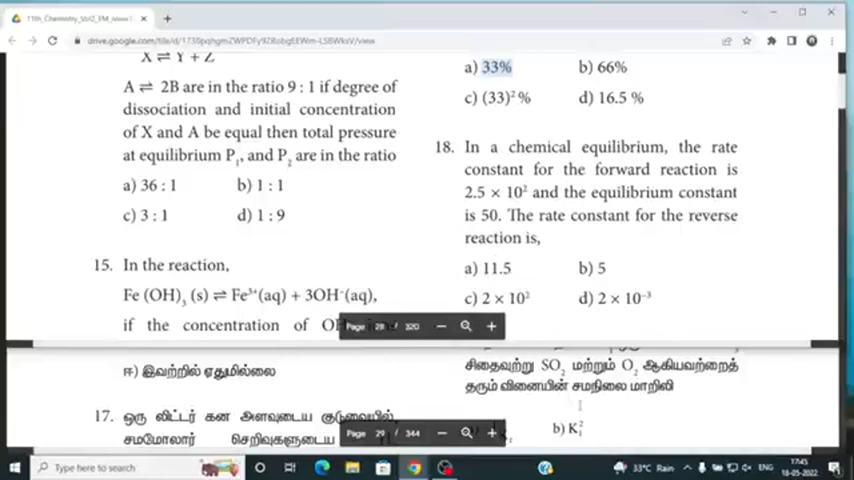 11th_Chemistry_Vol2_EM_www
drive.google.com/file/d/1736pqhgmZWPDFy9Z8obgEEWm-LSBWksV/view
X ⇌ Y + Z
A ⇌ 2B are in the ratio 9 : 1 if degree of
dissociation and initial concentration
of X and A be equal then total pressure
at equilibrium P₁, and P₂ are in the ratio
a) 36 : 1 b) 1 : 1
c) 3 : 1 d) 1 : 9
15. In the reaction,
Fe (OH)₃ (s) ⇌ Fe³⁺(aq) + 3OH⁻(aq),
if the concentration of OH
a) 33% b) 66%
c) (33)² % d) 16.5 %
18. In a chemical equilibrium, the rate
constant for the forward reaction is
2.5 × 10² and the equilibrium constant
is 50. The rate constant for the reverse
reaction is,
a) 11.5 b) 5
c) 2 × 10² d) 2 × 10⁻³
Page 28 / 320
ஈ) இவற்றில் ஏதுமில்லை
17. ஒரு லிட்டர் கன அளவுடைய குடுவையில்,
சமமோலார் செறிவுகளுடைய
சிதைவுற்று SO₂ மற்றும் O₂ ஆகியவற்றைத்
தரும் வினையின் சமநிலை மாறிலி
b) K₁²
Page 29 / 344
Type here to search
33°C Rain
ENG
17:45
18-05-2022